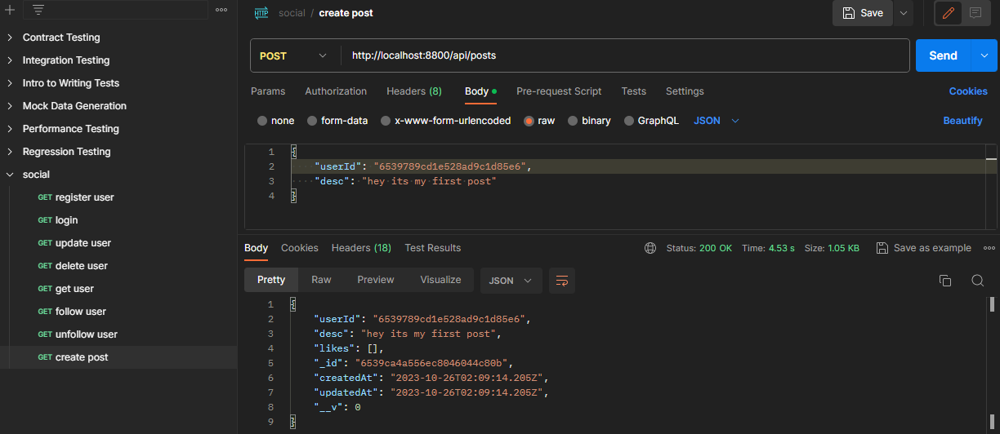 social / create post
Save
Contract Testing
Integration Testing
Intro to Writing Tests
Mock Data Generation
Performance Testing
Regression Testing
social
GET register user
GET login
GET update user
GET delete user
GET get user
GET follow user
GET unfollow user
GET create post
HTTP
POST http://localhost:8800/api/posts Send
Params Authorization Headers (8) Body Pre-request Script Tests Settings Cookies
none form-data x-www-form-urlencoded raw binary GraphQL JSON Beautify
1 {
2 "userId": "6539789cd1e528ad9c1d85e6",
3 "desc": "hey its my first post"
4 }
Body Cookies Headers (18) Test Results Status: 200 OK Time: 4.53 s Size: 1.05 KB Save as example
Pretty Raw Preview Visualize JSON
1 {
2 "userId": "6539789cd1e528ad9c1d85e6",
3 "desc": "hey its my first post",
4 "likes": [],
5 "_id": "6539ca4a556ec8046044c80b",
6 "createdAt": "2023-10-26T02:09:14.205Z",
7 "updatedAt": "2023-10-26T02:09:14.205Z",
8 "__v": 0
9 }